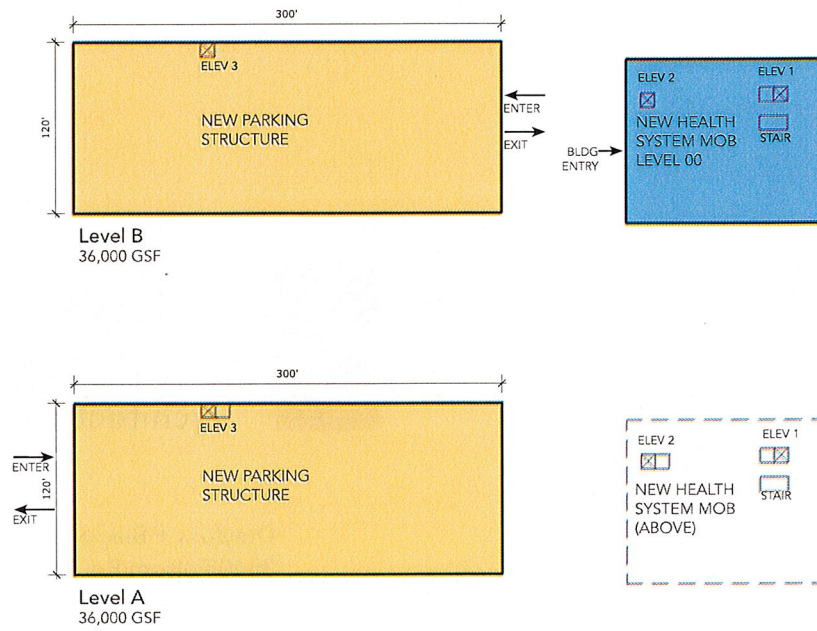 300'
120'
ELEV 3
NEW PARKING
STRUCTURE
ENTER
EXIT
Level B
36,000 GSF
BLDG
ENTRY
ELEV 2
ELEV 1
NEW HEALTH
SYSTEM MOB
LEVEL 00
STAIR
300'
120'
ELEV 3
NEW PARKING
STRUCTURE
ENTER
EXIT
Level A
36,000 GSF
ELEV 2
ELEV 1
NEW HEALTH
SYSTEM MOB
(ABOVE)
STAIR